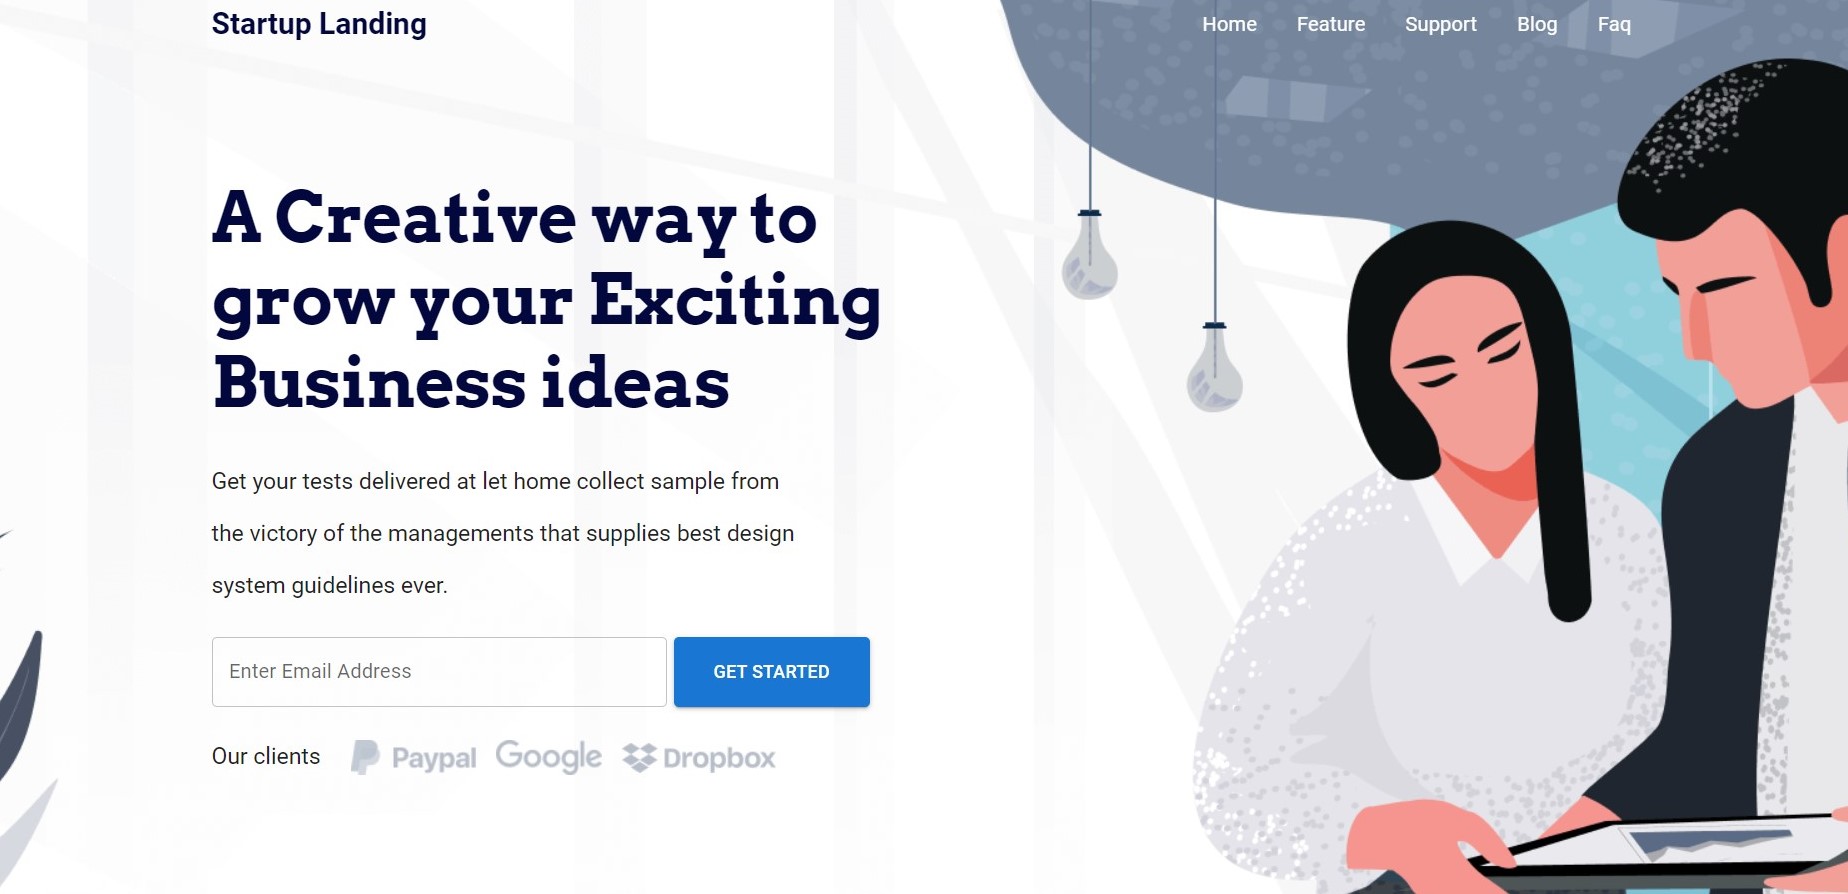 Startup Landing
Home Feature Support Blog Faq
A Creative way to
grow your Exciting
Business ideas
Get your tests delivered at let home collect sample from
the victory of the managements that supplies best design
system guidelines ever.
Enter Email Address
GET STARTED
Our clients Paypal Google Dropbox